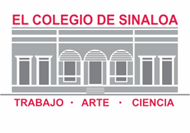 EL COLEGIO DE SINALOA
TRABAJO · ARTE · CIENCIA